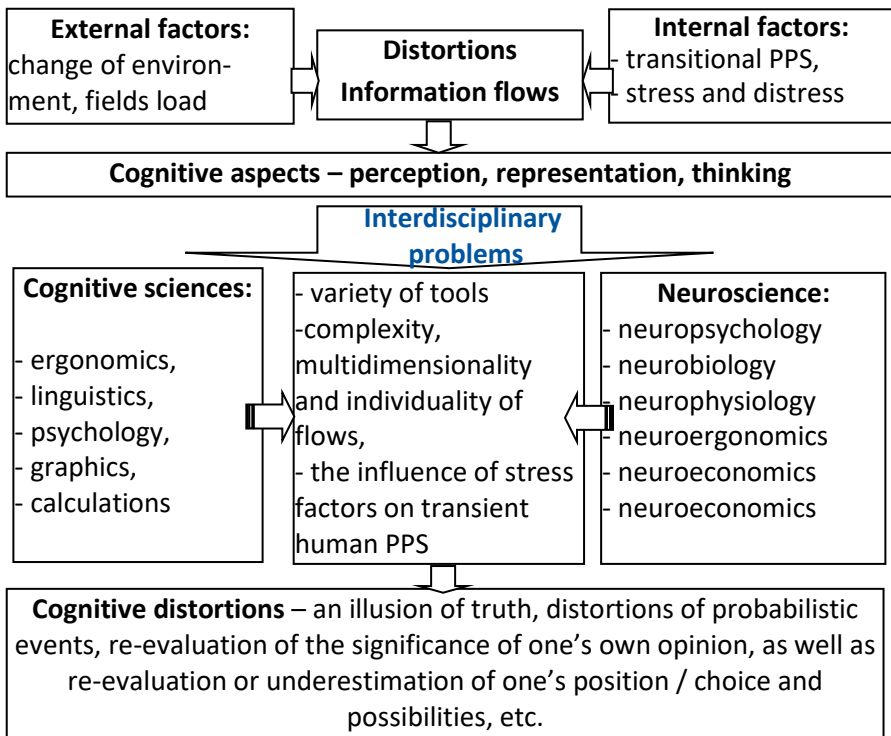 External factors:
change of environ-
ment, fields load
Distortions
Information flows
Internal factors:
- transitional PPS,
- stress and distress
Cognitive aspects – perception, representation, thinking
Interdisciplinary
problems
Cognitive sciences:
- ergonomics,
- linguistics,
- psychology,
- graphics,
- calculations
- variety of tools
-complexity,
multidimensionality
and individuality of
flows,
- the influence of stress
factors on transient
human PPS
Neuroscience:
- neuropsychology
- neurobiology
- neurophysiology
- neuroergonomics
- neuroeconomics
- neuroeconomics
Cognitive distortions – an illusion of truth, distortions of probabilistic
events, re-evaluation of the significance of one’s own opinion, as well as
re-evaluation or underestimation of one’s position / choice and
possibilities, etc.